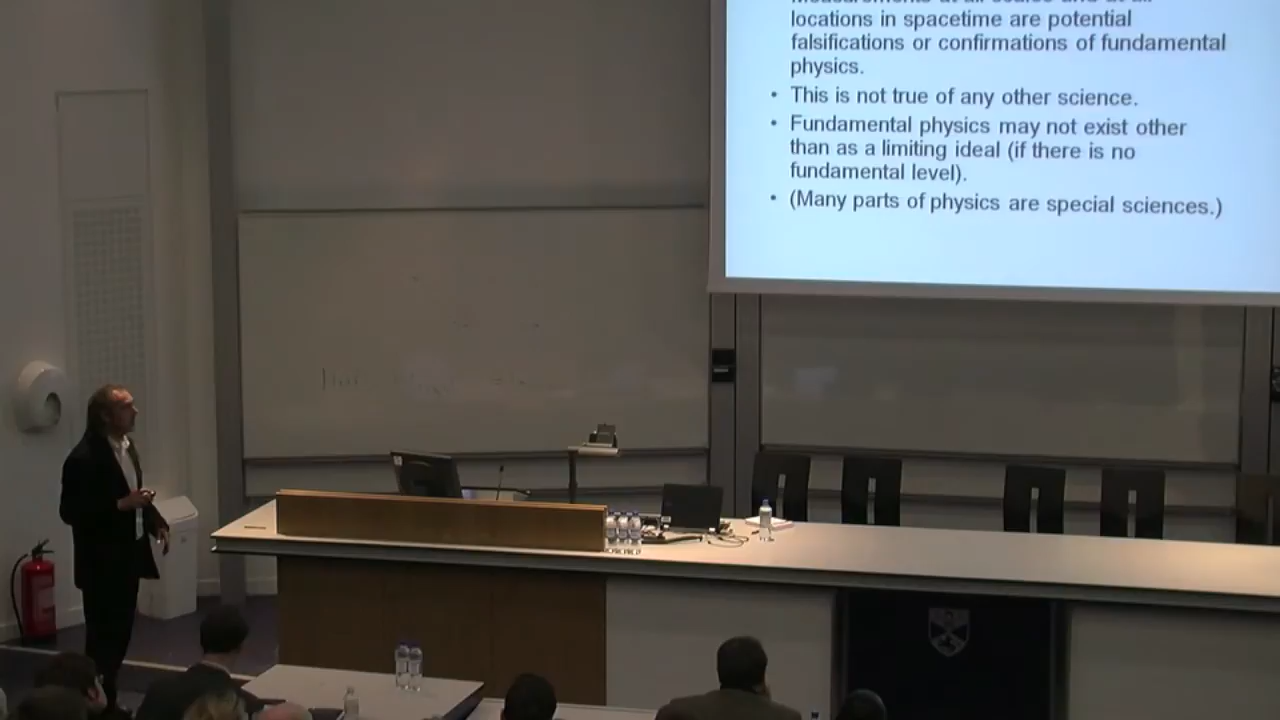 locations in spacetime are potential
falsifications or confirmations of fundamental
physics.
• This is not true of any other science.
• Fundamental physics may not exist other
than as a limiting ideal (if there is no
fundamental level).
• (Many parts of physics are special sciences.)